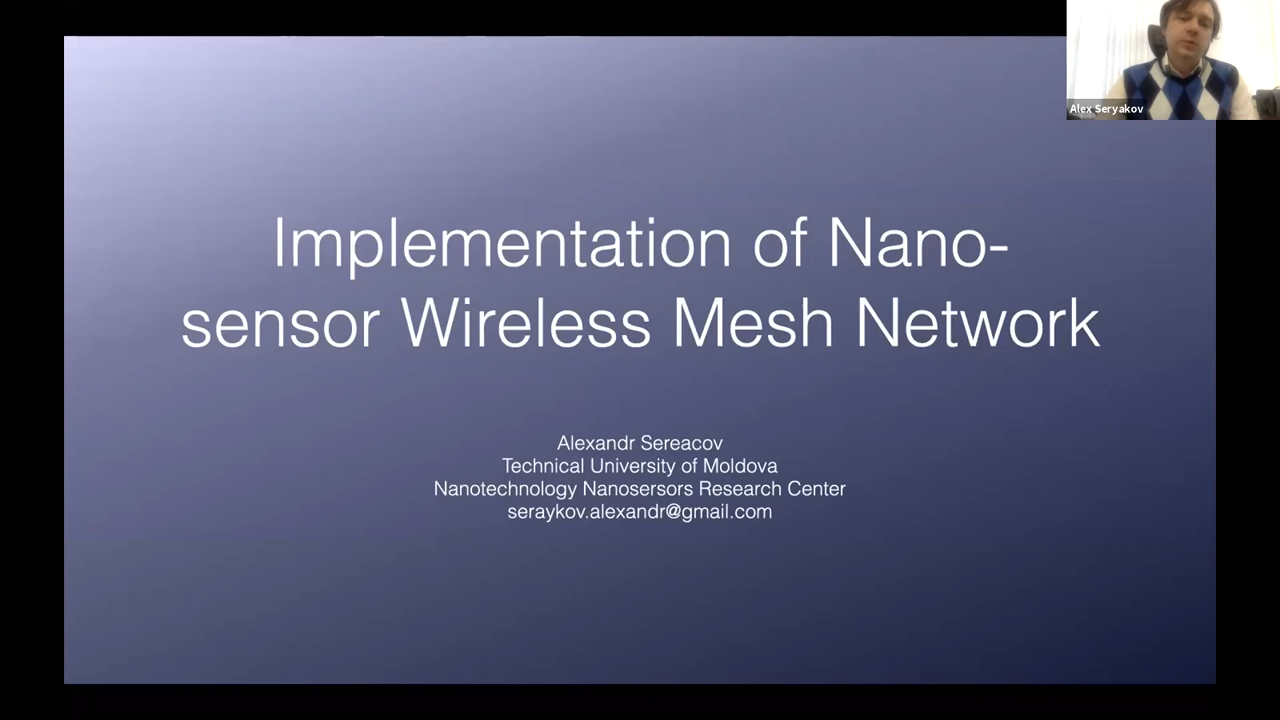 Alex Seryakov
Implementation of Nano-
sensor Wireless Mesh Network
Alexandr Sereacov
Technical University of Moldova
Nanotechnology Nanosersors Research Center
seraykov.alexandr@gmail.com